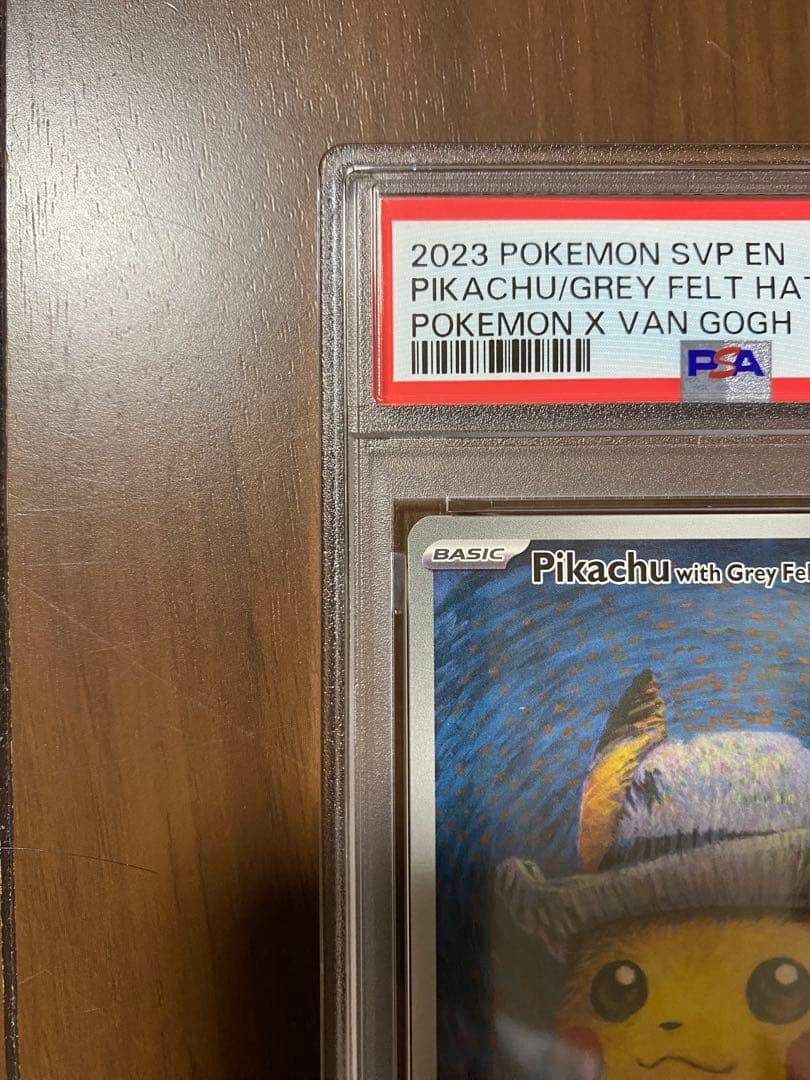 2023 POKEMON SVP EN
PIKACHU/GREY FELT HAT
POKEMON X VAN GOGH
PSA
BASIC Pikachu with Grey Fel